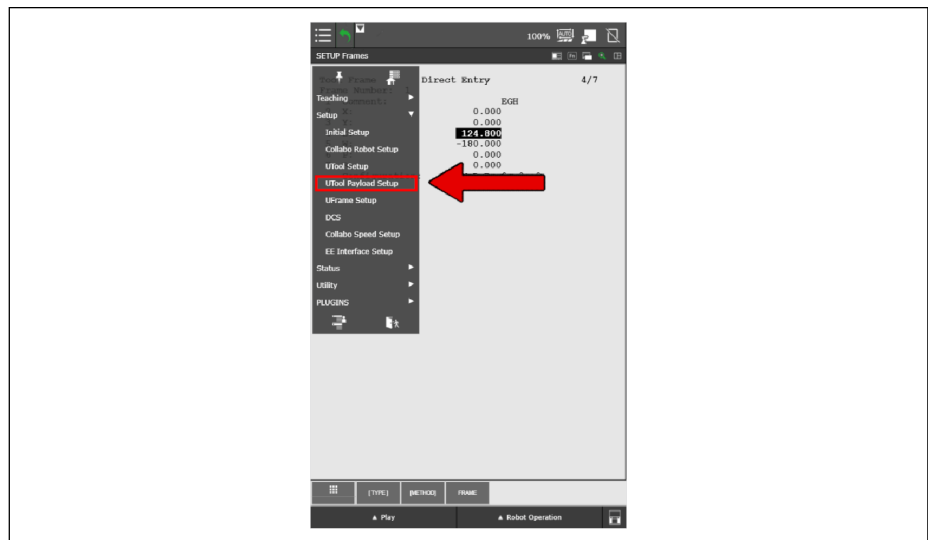 100%
AUTO
SETUP Frames
Direct Entry 4/7
Teaching
EGH
Setup
0.000
0.000
Initial Setup
124.800
Collabo Robot Setup
-180.000
0.000
UTool Setup
0.000
UTool Payload Setup
UFrame Setup
DCS
Collabo Speed Setup
EE Interface Setup
Status
Utility
PLUGINS
[TYPE] [METHOD] FRAME
Play Robot Operation